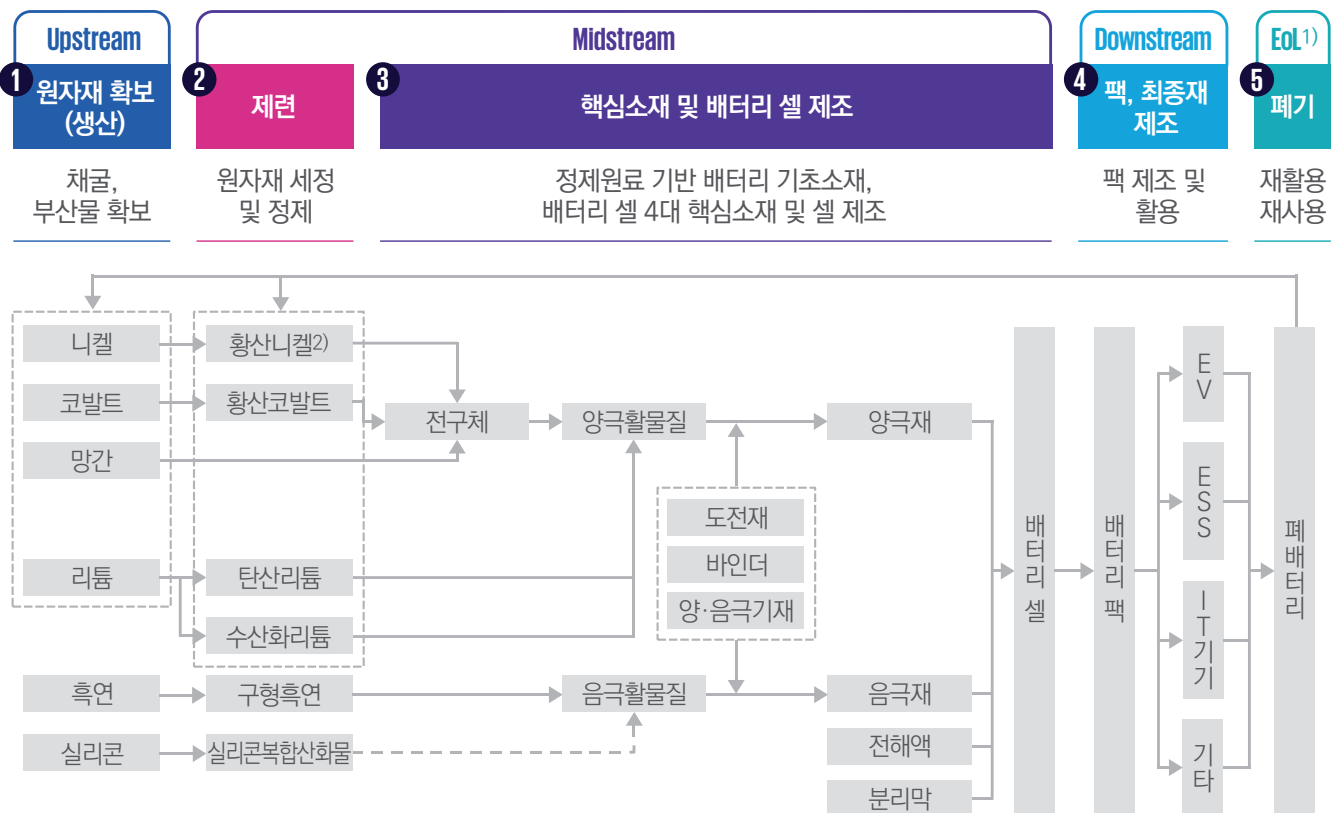 Upstream
Midstream
Downstream
EoL1)
1
원자재 확보
(생산)
2
제련
3
핵심소재 및 배터리 셀 제조
4
팩, 최종재
제조
5
폐기
채굴,
부산물 확보
원자재 세정
및 정제
정제원료 기반 배터리 기초소재,
배터리 셀 4대 핵심소재 및 셀 제조
팩 제조 및
활용
재활용
재사용
니켈
황산니켈2)
코발트
황산코발트
전구체
양극활물질
양극재
망간
도전재
바인더
양·음극기재
리튬
탄산리튬
수산화리튬
흑연
구형흑연
음극활물질
음극재
실리콘
실리콘복합산화물
전해액
분리막
배터리 셀
배터리 팩
EV
ESS
IT기기
기타
폐배터리